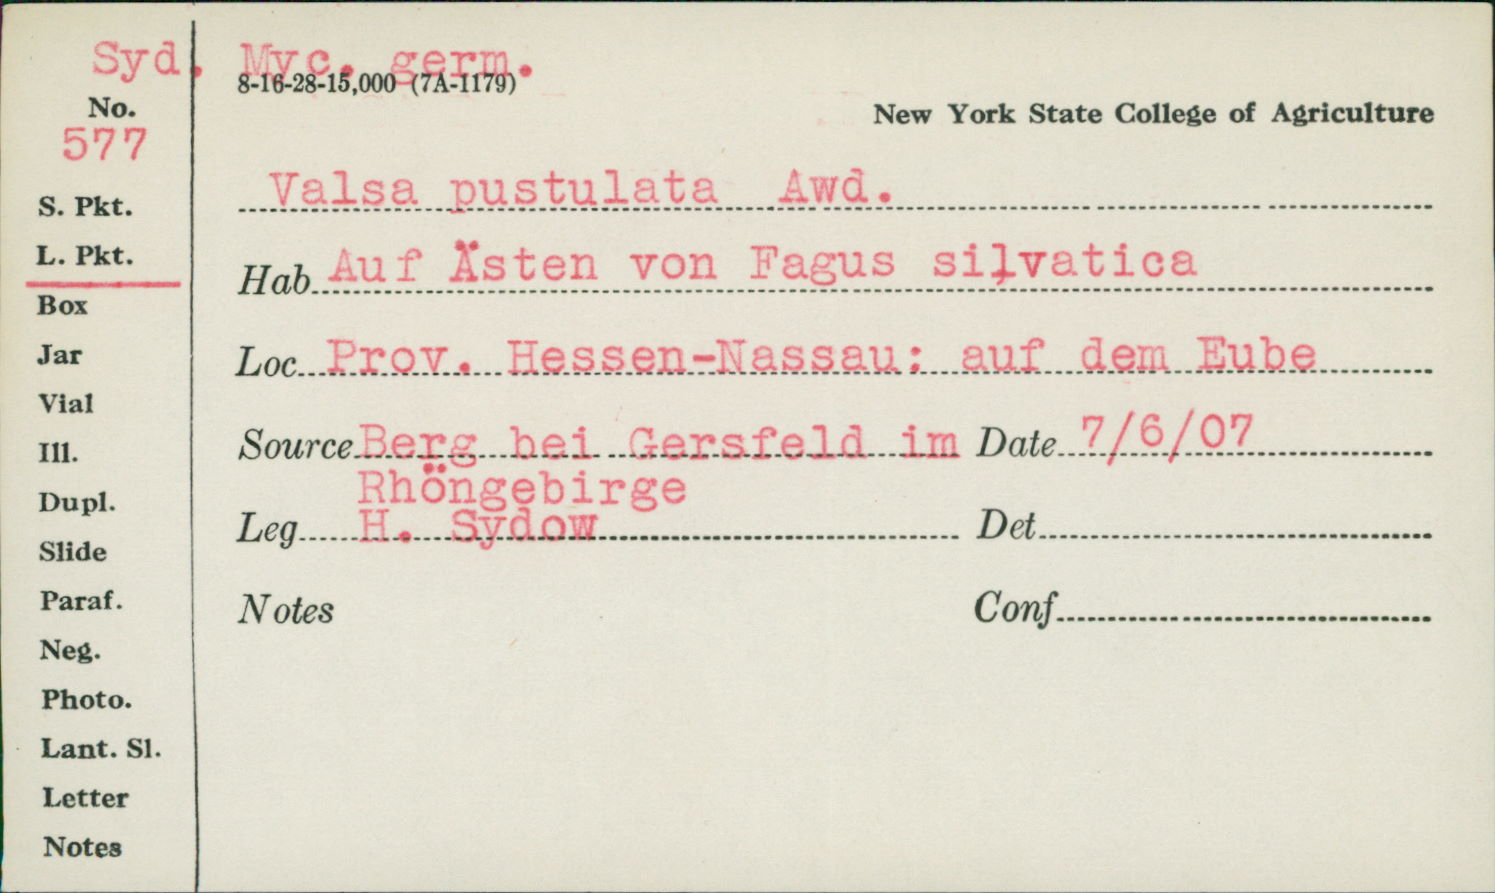 Syd. Myc. germ.
8-16-28-15,000 (7A-1179)
No.
577
New York State College of Agriculture
Valsa pustulata Awd.
S. Pkt.
L. Pkt.
Hab. Auf Ästen von Fagus silvatica
Box
Jar
Loc. Prov. Hessen-Nassau: auf dem Eube
Vial
Ill.
Source Berg bei Gersfeld im Date 7/6/07
Rhöngebirge
Dupl.
Leg. H. Sydow Det.
Slide
Paraf.
Notes Conf.
Neg.
Photo.
Lant. Sl.
Letter
Notes